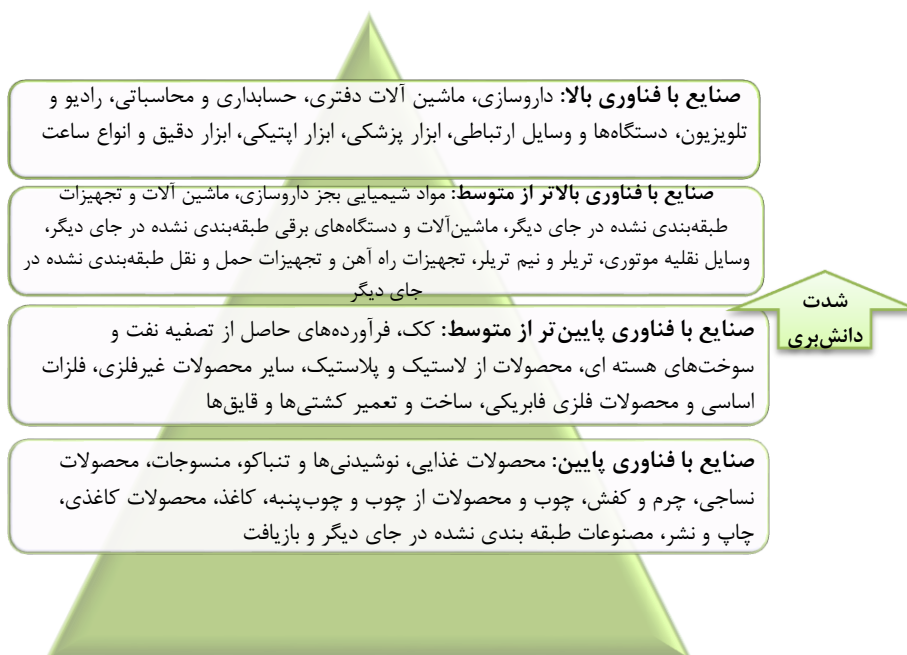 صنایع با فناوری بالا: داروسازی، ماشین آلات دفتری، حسابداری و محاسباتی، رادیو و
تلویزیون، دستگاه‌ها و وسایل ارتباطی، ابزار پزشکی، ابزار اپتیکی، ابزار دقیق و انواع ساعت
صنایع با فناوری بالاتر از متوسط: مواد شیمیایی بجز داروسازی، ماشین آلات و تجهیزات
طبقه‌بندی نشده در جای دیگر، ماشین‌آلات و دستگاه‌های برقی طبقه‌بندی نشده در جای دیگر،
وسایل نقلیه موتوری، تریلر و نیم تریلر، تجهیزات راه آهن و تجهیزات حمل و نقل طبقه‌بندی نشده در
جای دیگر
شدت
دانش‌بری
صنایع با فناوری پایین‌تر از متوسط: کک، فرآورده‌های حاصل از تصفیه نفت و
سوخت‌های هسته ای، محصولات از لاستیک و پلاستیک، سایر محصولات غیرفلزی، فلزات
اساسی و محصولات فلزی فابریکی، ساخت و تعمیر کشتی‌ها و قایق‌ها
صنایع با فناوری پایین: محصولات غذایی، نوشیدنی‌ها و تنباکو، منسوجات، محصولات
نساجی، چرم و کفش، چوب و محصولات از چوب و چوب‌پنبه، کاغذ، محصولات کاغذی،
چاپ و نشر، مصنوعات طبقه بندی نشده در جای دیگر و بازیافت